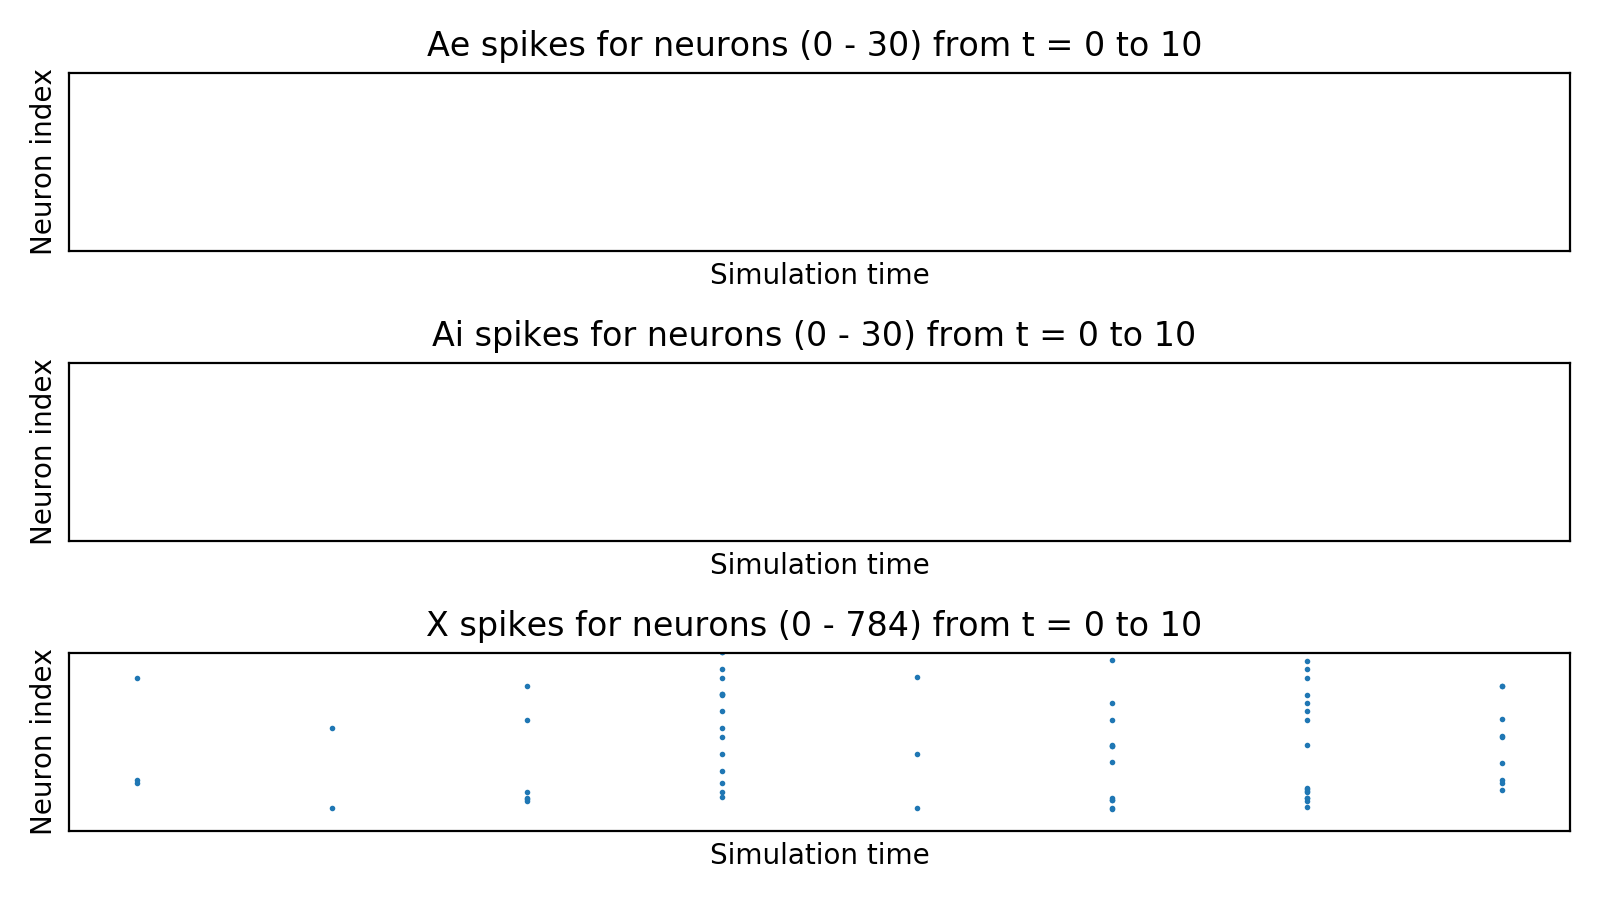 Ae spikes for neurons (0 - 30) from t = 0 to 10
Neuron index
Simulation time
Ai spikes for neurons (0 - 30) from t = 0 to 10
Neuron index
Simulation time
X spikes for neurons (0 - 784) from t = 0 to 10
Neuron index
Simulation time